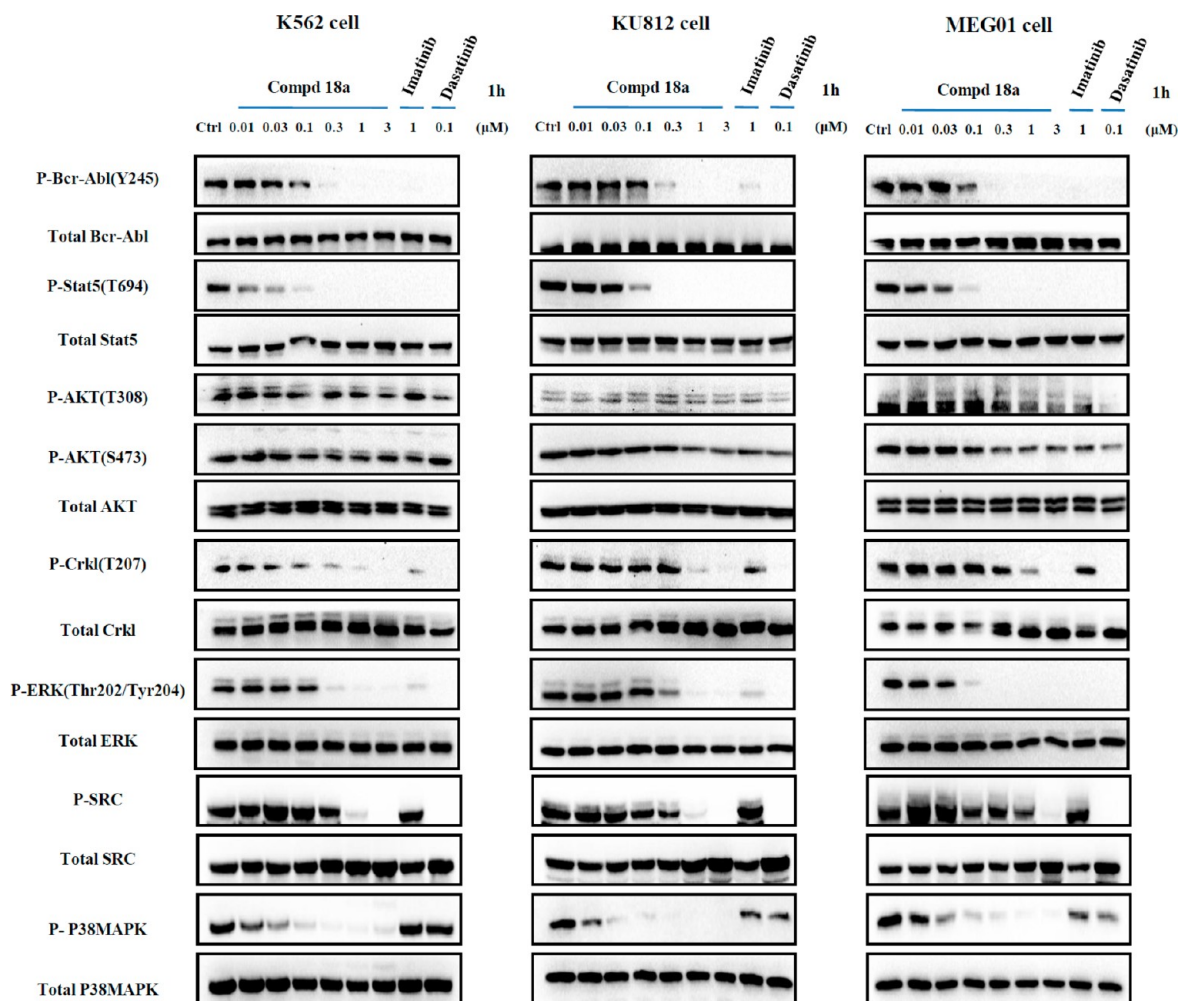 K562 cell KU812 cell MEG01 cell
Imatinib Dasatinib Imatinib Dasatinib Imatinib Dasatinib
Compd 18a 1h Compd 18a 1h Compd 18a 1h
Ctrl 0.01 0.03 0.1 0.3 1 3 1 0.1 (μM) Ctrl 0.01 0.03 0.1 0.3 1 3 1 0.1 (μM) Ctrl 0.01 0.03 0.1 0.3 1 3 1 0.1 (μM)
P-Bcr-Abl(Y245)
Total Bcr-Abl
P-Stat5(T694)
Total Stat5
P-AKT(T308)
P-AKT(S473)
Total AKT
P-Crkl(T207)
Total Crkl
P-ERK(Thr202/Tyr204)
Total ERK
P-SRC
Total SRC
P- P38MAPK
Total P38MAPK